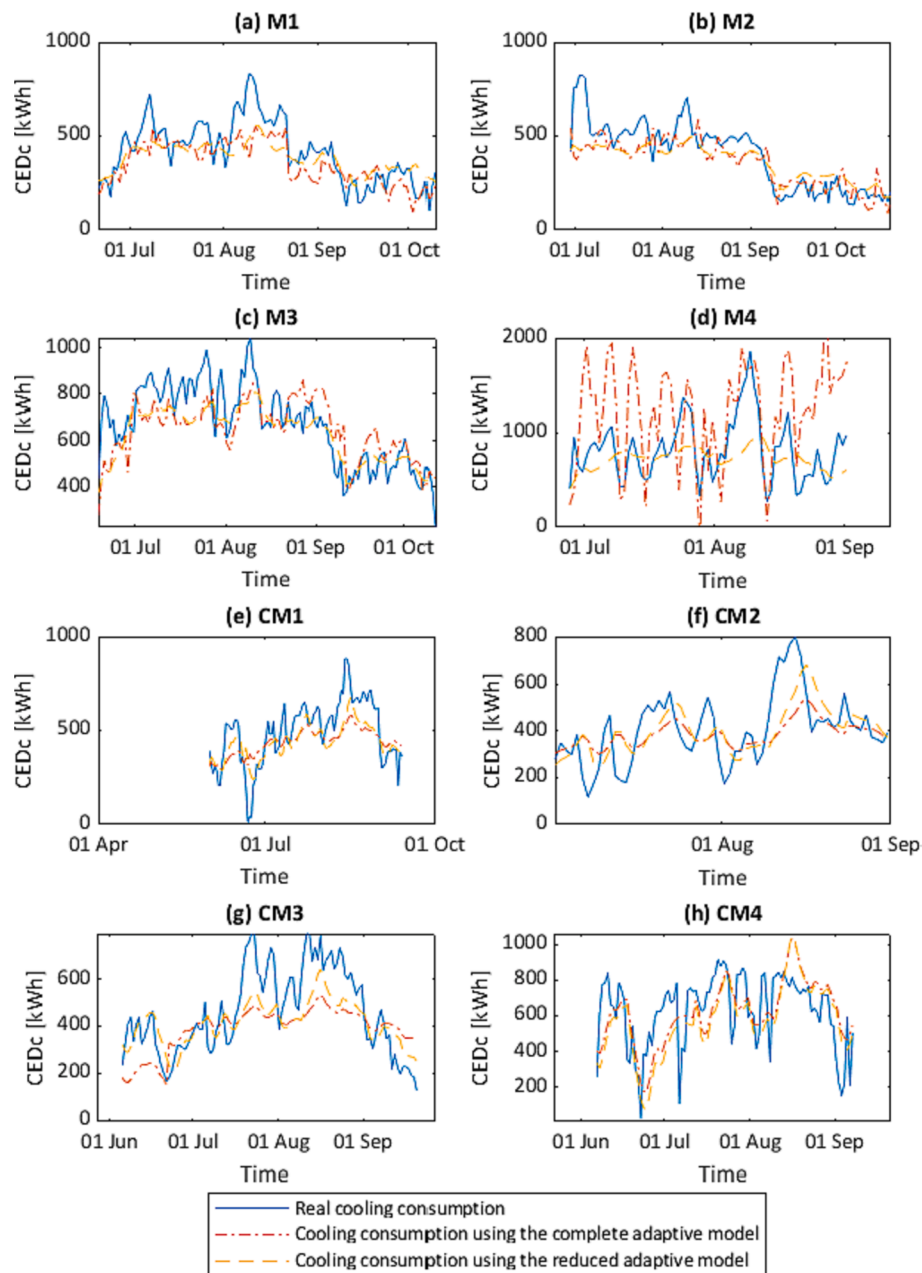 (a) M1
(b) M2
1000
500
0
CEDc [kWh]
01 Jul
01 Aug
01 Sep
01 Oct
Time
1000
500
0
CEDc [kWh]
01 Jul
01 Aug
01 Sep
01 Oct
Time
(c) M3
(d) M4
1000
800
600
400
CEDc [kWh]
01 Jul
01 Aug
01 Sep
01 Oct
Time
2000
1000
0
CEDc [kWh]
01 Jul
01 Aug
01 Sep
Time
(e) CM1
(f) CM2
1000
500
0
CEDc [kWh]
01 Apr
01 Jul
01 Oct
Time
800
600
400
200
0
CEDc [kWh]
01 Aug
01 Sep
Time
(g) CM3
(h) CM4
600
400
200
0
CEDc [kWh]
01 Jun
01 Jul
01 Aug
01 Sep
Time
1000
800
600
400
200
CEDc [kWh]
01 Jun
01 Jul
01 Aug
01 Sep
Time
Real cooling consumption
Cooling consumption using the complete adaptive model
Cooling consumption using the reduced adaptive model